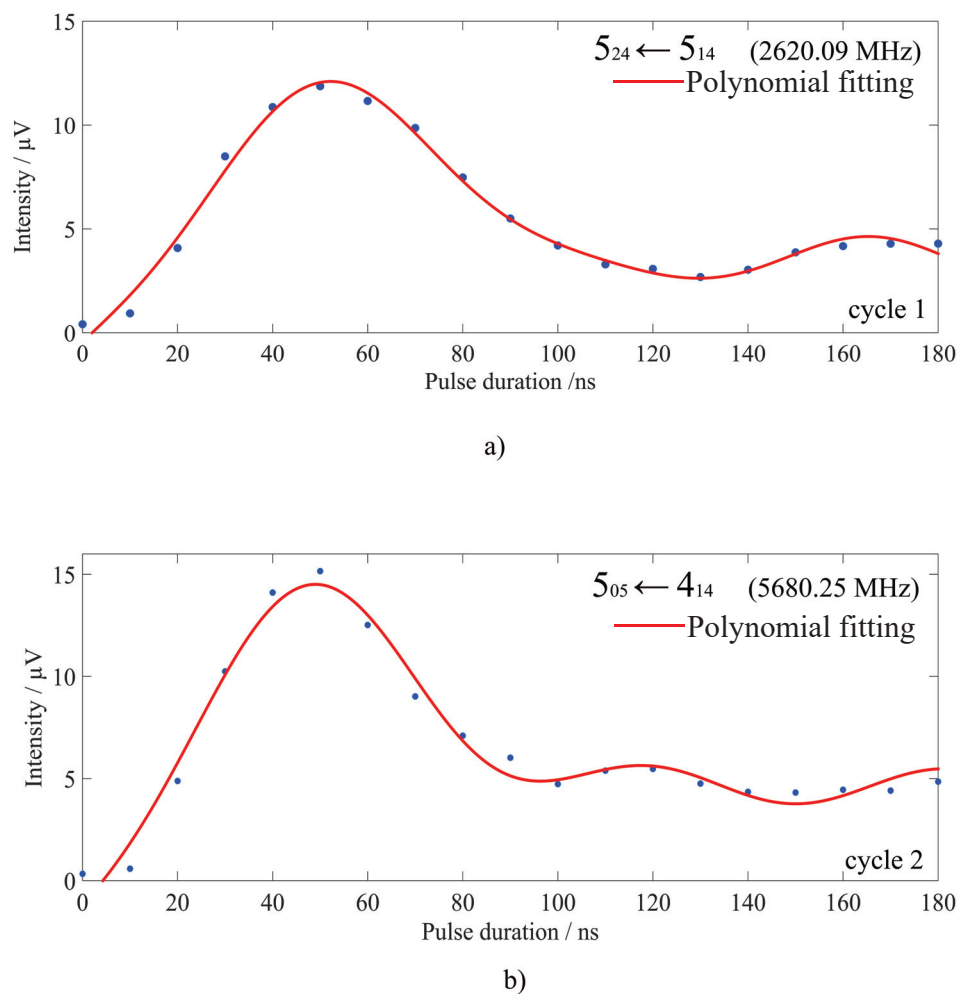 15
5₂₄ ← 5₁₄ (2620.09 MHz)
Polynomial fitting
10
Intensity / µV
5
cycle 1
0
0 20 40 60 80 100 120 140 160 180
Pulse duration /ns
a)
15
5₀₅ ← 4₁₄ (5680.25 MHz)
Polynomial fitting
10
Intensity / µV
5
cycle 2
0
0 20 40 60 80 100 120 140 160 180
Pulse duration / ns
b)